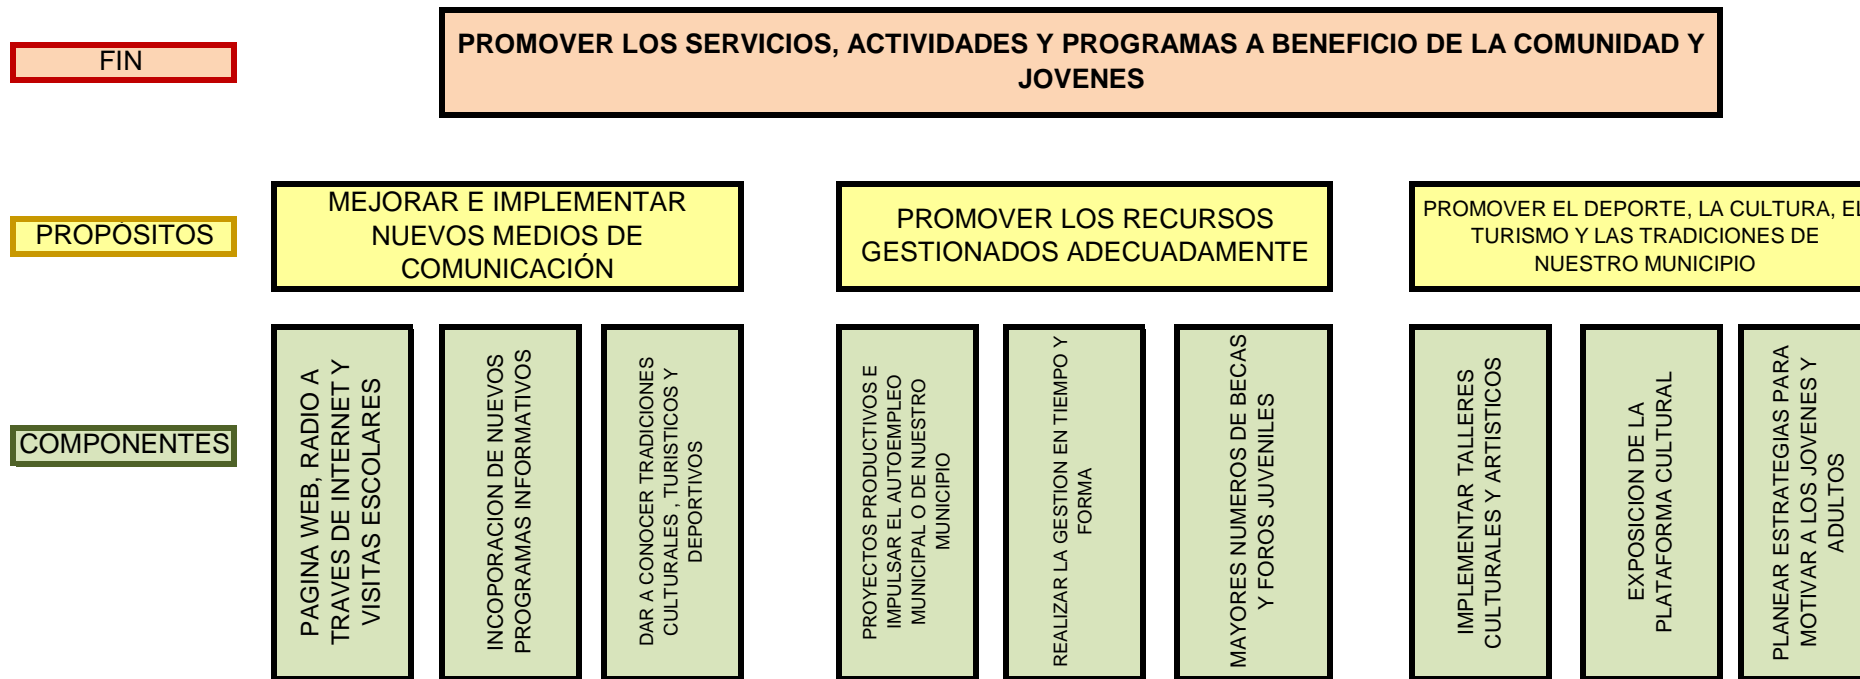 FIN
PROMOVER LOS SERVICIOS, ACTIVIDADES Y PROGRAMAS A BENEFICIO DE LA COMUNIDAD Y
JOVENES
PROPÓSITOS
MEJORAR E IMPLEMENTAR
NUEVOS MEDIOS DE
COMUNICACIÓN
PROMOVER LOS RECURSOS
GESTIONADOS ADECUADAMENTE
PROMOVER EL DEPORTE, LA CULTURA, EL
TURISMO Y LAS TRADICIONES DE
NUESTRO MUNICIPIO
COMPONENTES
PAGINA WEB, RADIO A
TRAVES DE INTERNET Y
VISITAS ESCOLARES
INCOPORACION DE NUEVOS
PROGRAMAS INFORMATIVOS
DAR A CONOCER TRADICIONES
CULTURALES , TURISTICOS Y
DEPORTIVOS
PROYECTOS PRODUCTIVOS E
IMPULSAR EL AUTOEMPLEO
MUNICIPAL O DE NUESTRO
MUNICIPIO
REALIZAR LA GESTION EN TIEMPO Y
FORMA
MAYORES NUMEROS DE BECAS
Y FOROS JUVENILES
IMPLEMENTAR TALLERES
CULTURALES Y ARTISTICOS
EXPOSICION DE LA
PLATAFORMA CULTURAL
PLANEAR ESTRATEGIAS PARA
MOTIVAR A LOS JOVENES Y
ADULTOS